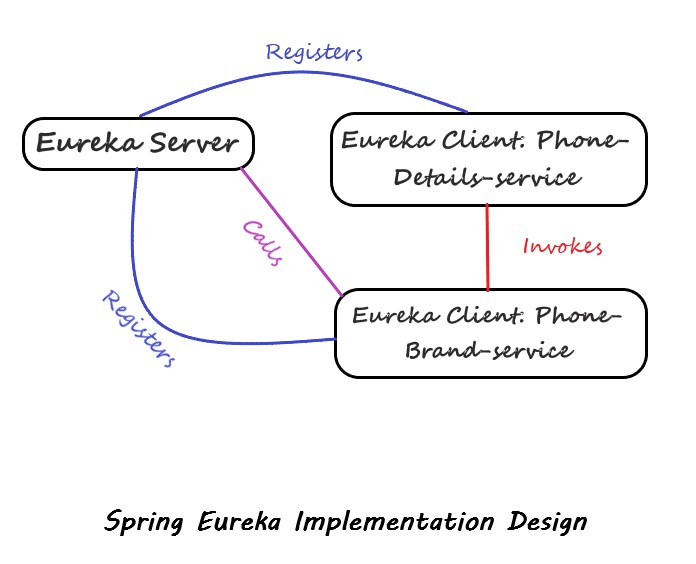 Registers
Eureka Server
Eureka Client: Phone-
Details-service
Calls
Invokes
Registers
Eureka Client: Phone-
Brand-service
Spring Eureka Implementation Design